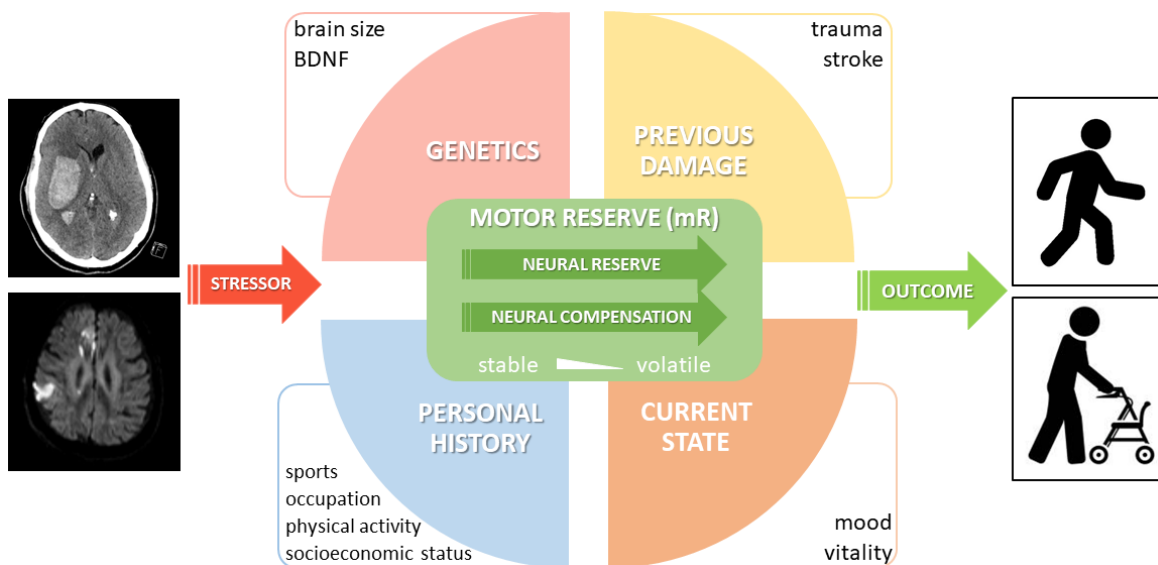 brain size
BDNF
trauma
stroke
GENETICS
PREVIOUS
DAMAGE
MOTOR RESERVE (mR)
STRESSOR
NEURAL RESERVE
NEURAL COMPENSATION
OUTCOME
stable
volatile
PERSONAL
HISTORY
CURRENT
STATE
sports
occupation
physical activity
socioeconomic status
mood
vitality